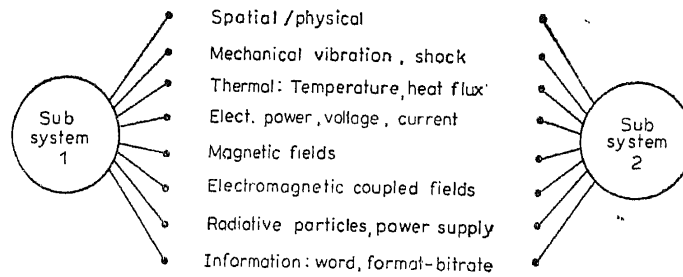 Spatial/physical
Mechanical vibration, shock
Thermal: Temperature, heat flux
Elect. power, voltage, current
Magnetic fields
Electromagnetic coupled fields
Radiative particles, power supply
Information: word, format-bitrate
Sub
system
1
Sub
system
2